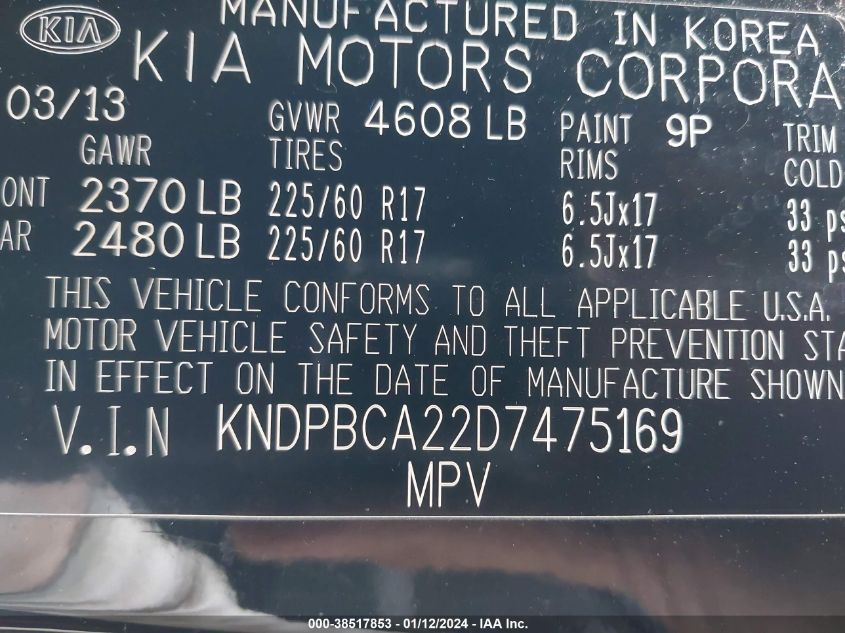 KIA MANUFACTURED IN KOREA
KIA MOTORS CORPORA
03/13 GVWR 4608 LB PAINT 9P TRIM
GAWR TIRES RIMS COLD
ONT 2370 LB 225/60 R17 6.5Jx17 33 ps
AR 2480 LB 225/60 R17 6.5Jx17 33 ps
THIS VEHICLE CONFORMS TO ALL APPLICABLE U.S.A.
MOTOR VEHICLE SAFETY AND THEFT PREVENTION STA
IN EFFECT ON THE DATE OF MANUFACTURE SHOWN
V.I.N KNDPBCA22D7475169
MPV
000-38517853 - 01/12/2024 - IAA Inc.